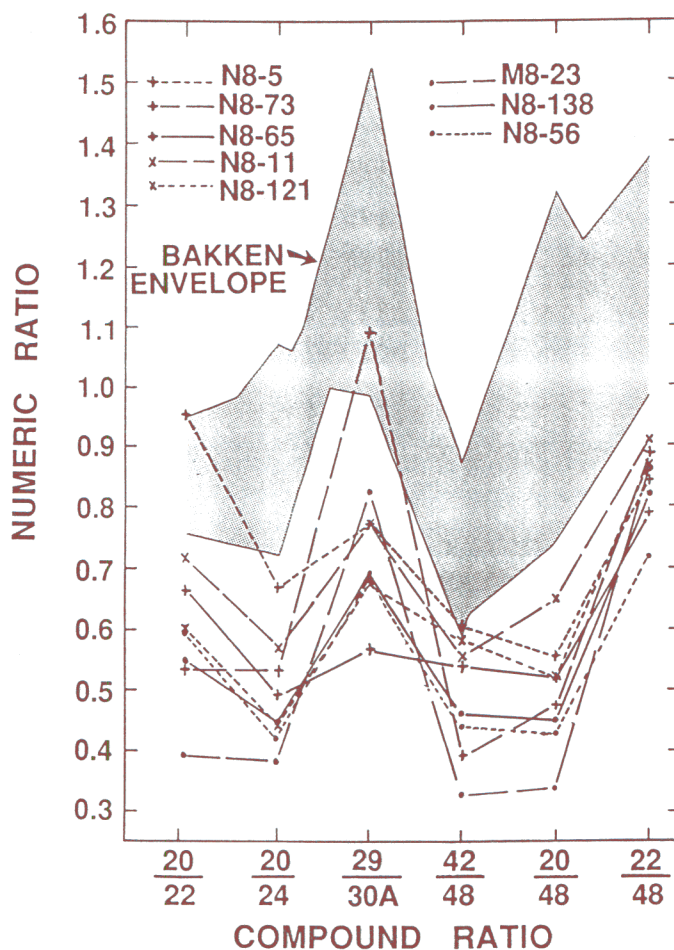 N8-5
N8-73
N8-65
N8-11
N8-121
M8-23
N8-138
N8-56
BAKKEN
ENVELOPE
NUMERIC RATIO
1.6
1.5
1.4
1.3
1.2
1.1
1.0
0.9
0.8
0.7
0.6
0.5
0.4
0.3
20 20 29 42 20 22
22 24 30A 48 48 48
COMPOUND RATIO